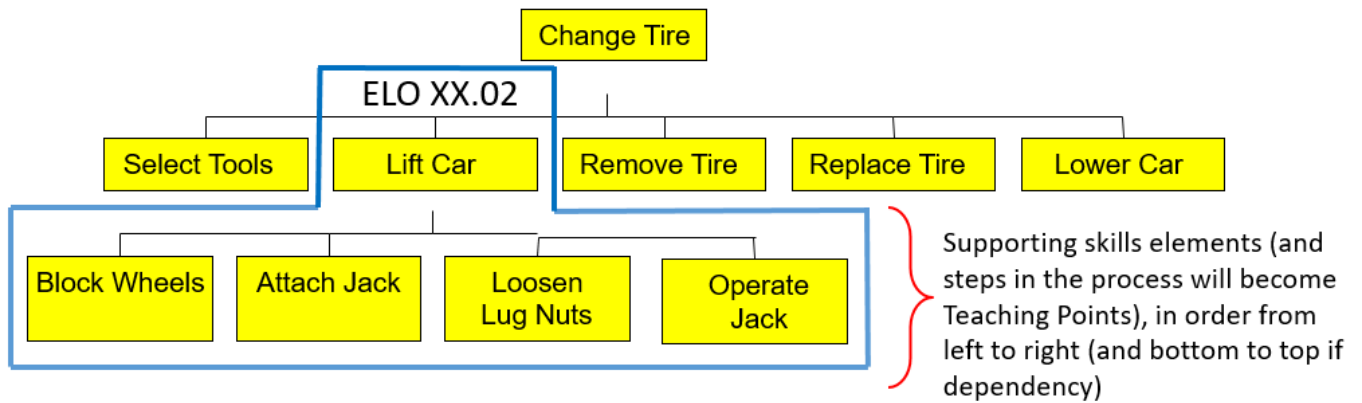 Change Tire
ELO XX.02
Select Tools
Lift Car
Remove Tire
Replace Tire
Lower Car
Block Wheels
Attach Jack
Loosen
Lug Nuts
Operate
Jack
Supporting skills elements (and
steps in the process will become
Teaching Points), in order from
left to right (and bottom to top if
dependency)